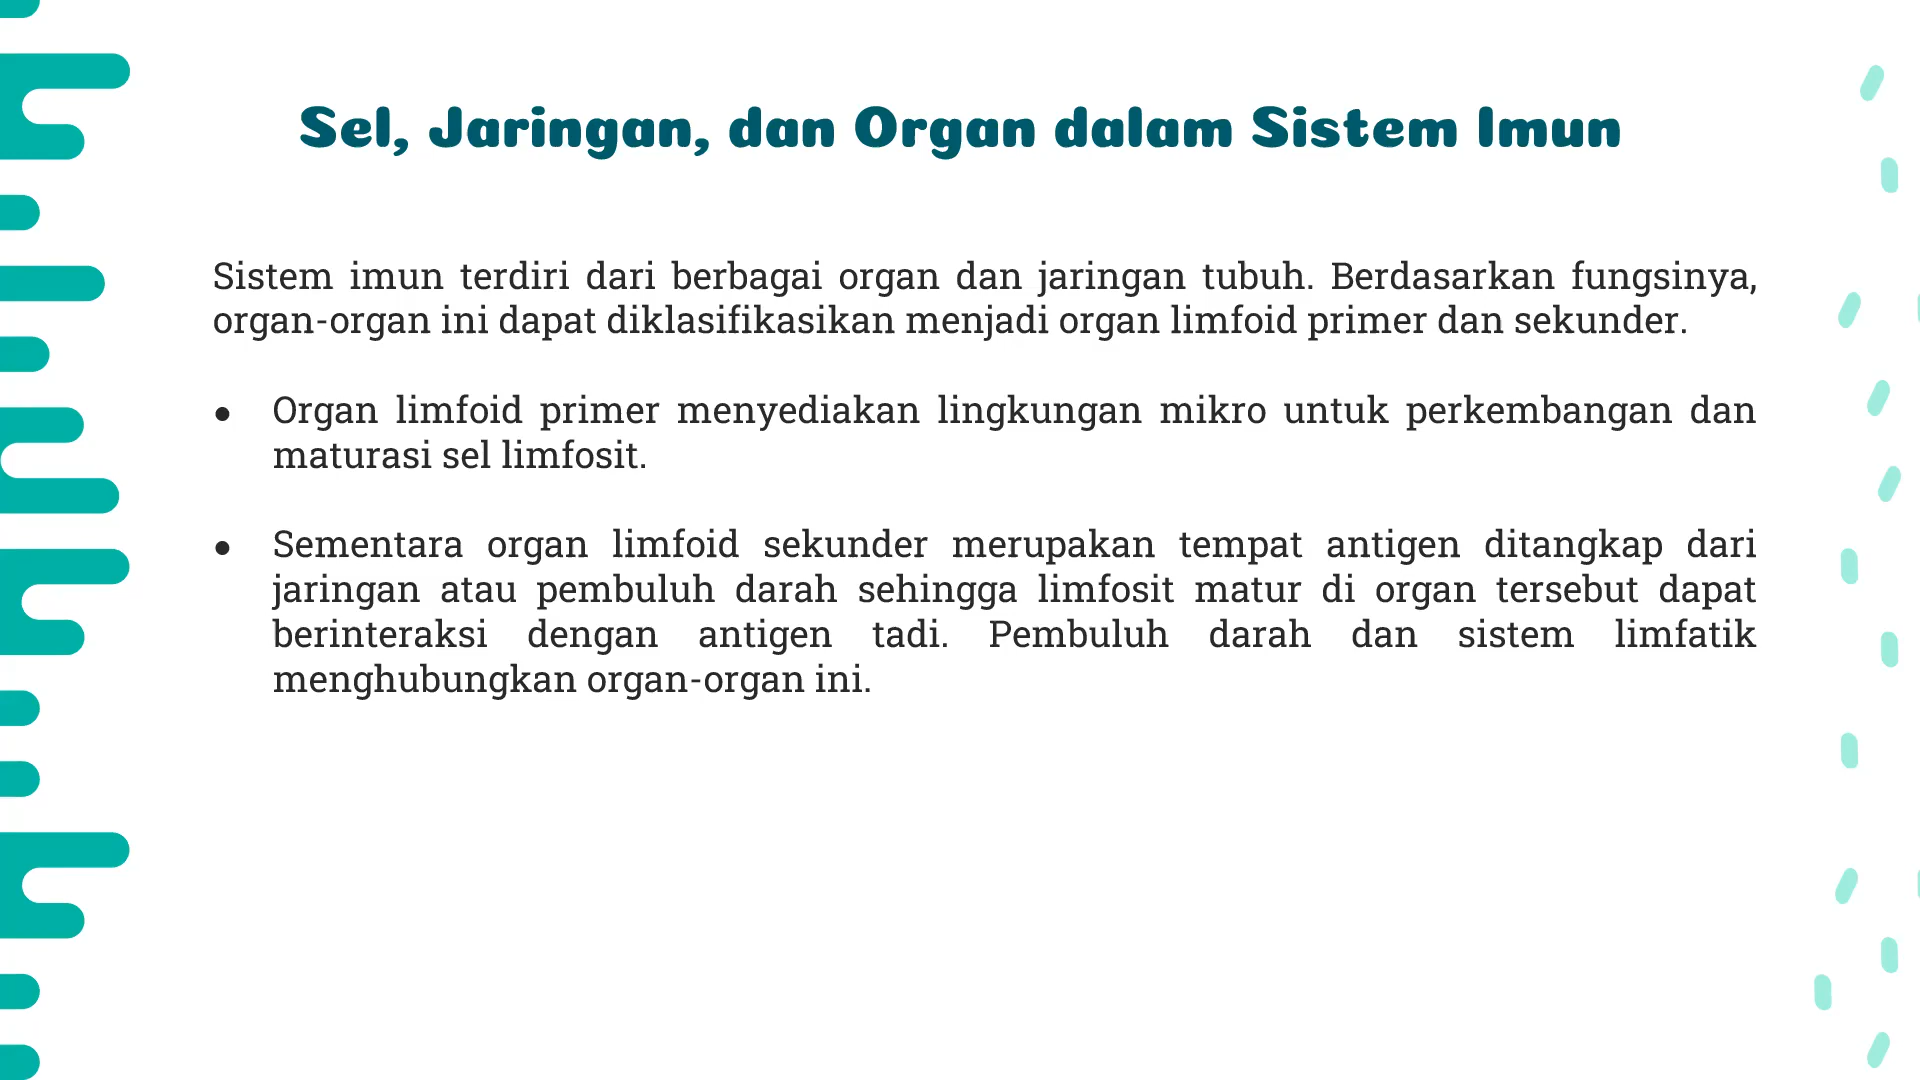 Sel, Jaringan, dan Organ dalam Sistem Imun
Sistem imun terdiri dari berbagai organ dan jaringan tubuh. Berdasarkan fungsinya,
organ-organ ini dapat diklasifikasikan menjadi organ limfoid primer dan sekunder.
● Organ limfoid primer menyediakan lingkungan mikro untuk perkembangan dan
maturasi sel limfosit.
● Sementara organ limfoid sekunder merupakan tempat antigen ditangkap dari
jaringan atau pembuluh darah sehingga limfosit matur di organ tersebut dapat
berinteraksi dengan antigen tadi. Pembuluh darah dan sistem limfatik
menghubungkan organ-organ ini.